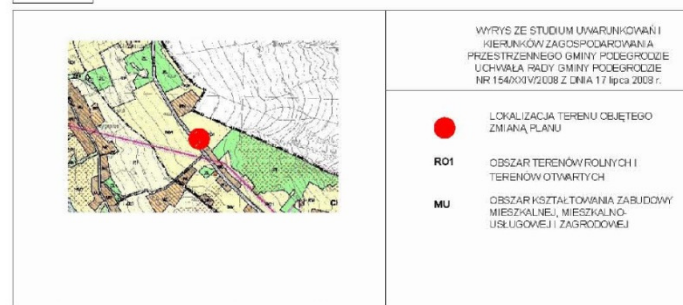 WYRYS ZE STUDIUM UWARUNKOWAŃ I
KIERUNKÓW ZAGOSPODAROWANIA
PRZESTRZENNEGO GMINY PODEGRODZIE
UCHWAŁA RADY GMINY PODEGRODZIE
NR 154/XXIV/2008 Z DNIA 17 lipca 2008 r.
LOKALIZACJA TERENU OBJĘTEGO
ZMIANĄ PLANU
RO1 OBSZAR TERENÓW ROLNYCH I
TERENÓW OTWARTYCH
MU OBSZAR KSZTAŁTOWANIA ZABUDOWY
MIESZKALNEJ, MIESZKALNO-
USŁUGOWEJ I ZAGRODOWEJ